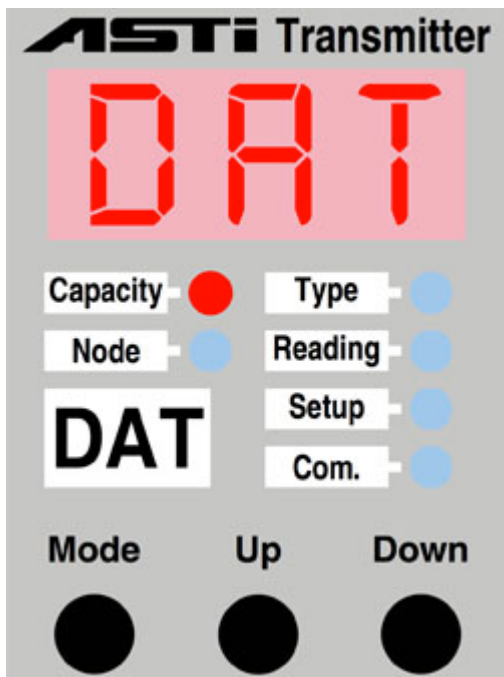 ASTi Transmitter
DAT
Capacity Type
Node Reading
DAT Setup
Com.
Mode Up Down